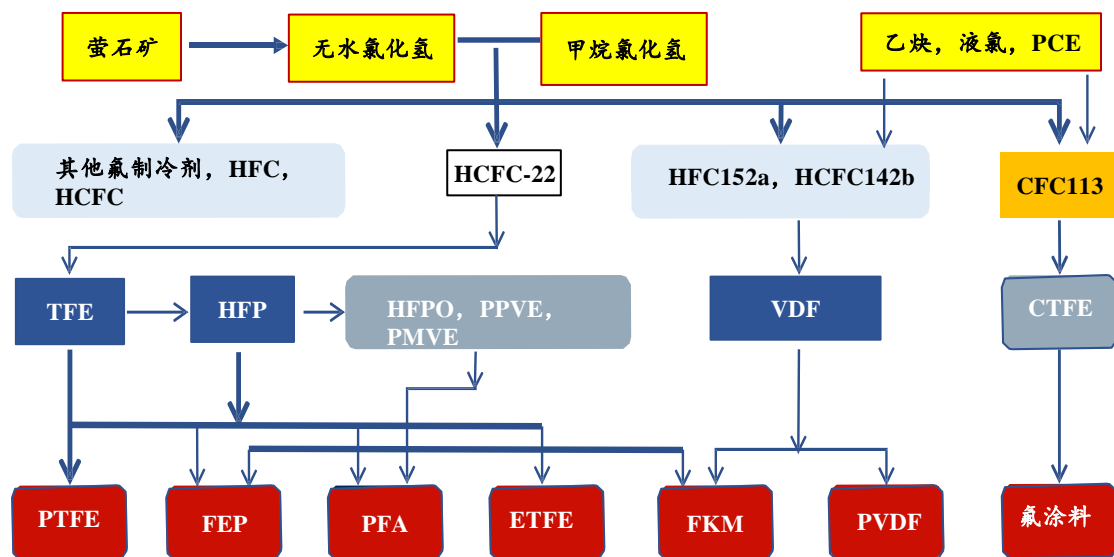 萤石矿
无水氯化氢
甲烷氯化氢
乙炔，液氯，PCE
其他氟制冷剂，HFC，
HCFC
HCFC-22
HFC152a，HCFC142b
CFC113
TFE
HFP
HFPO，PPVE，
PMVE
VDF
CTFE
PTFE
FEP
PFA
ETFE
FKM
PVDF
氟涂料